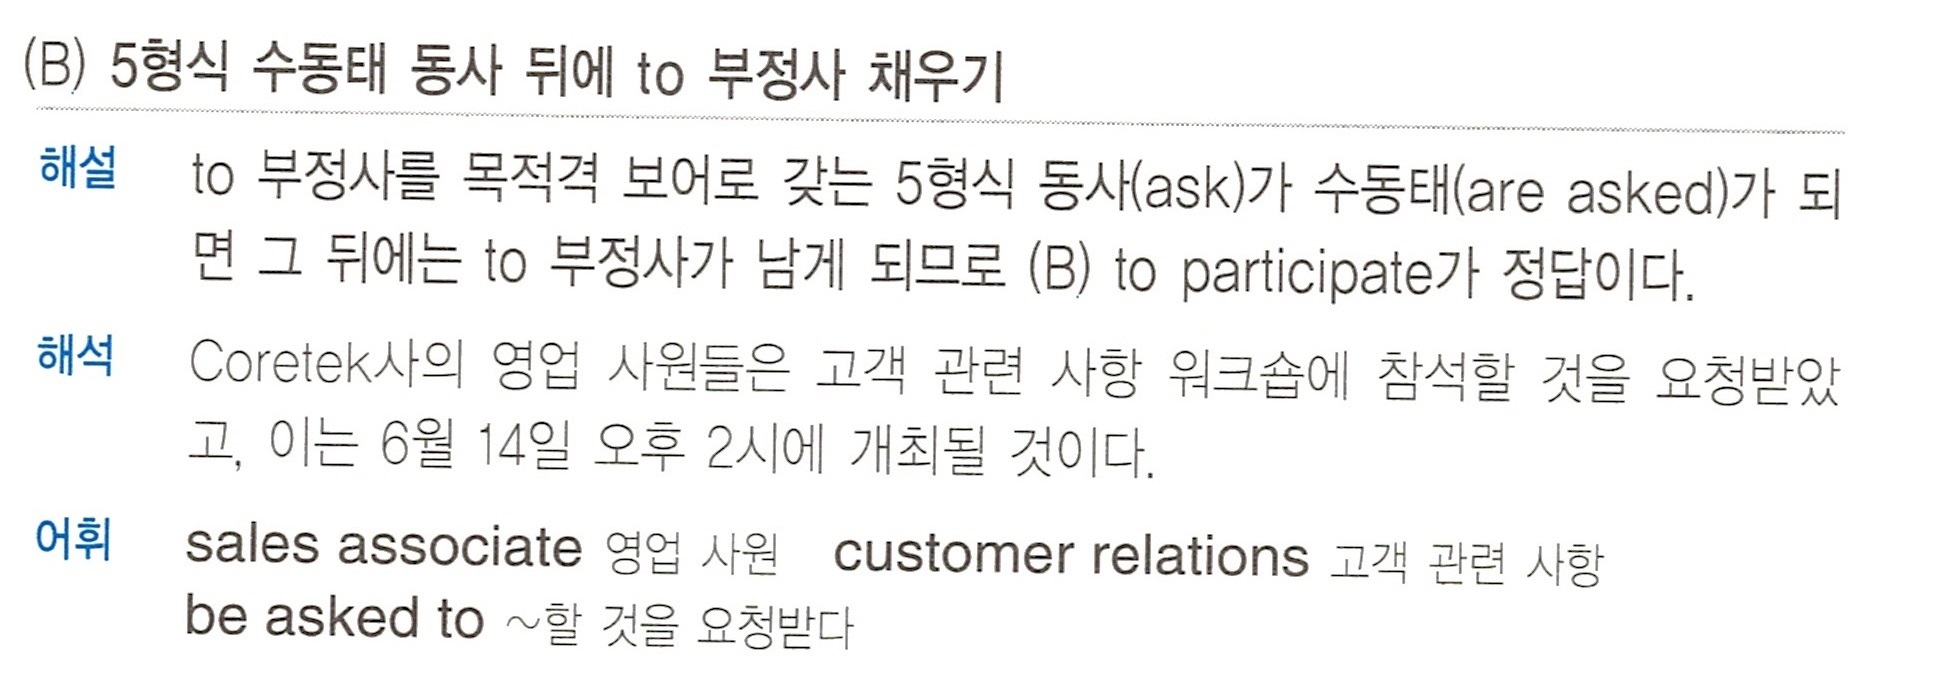 (B) 5형식 수동태 동사 뒤에 to 부정사 채우기
해설 to 부정사를 목적격 보어로 갖는 5형식 동사(ask)가 수동태(are asked)가 되
면 그 뒤에는 to 부정사가 남게 되므로 (B) to participate가 정답이다.
해석 Coretek사의 영업 사원들은 고객 관련 사항 워크숍에 참석할 것을 요청받았
고, 이는 6월 14일 오후 2시에 개최될 것이다.
어휘 sales associate 영업 사원 customer relations 고객 관련 사항
be asked to ~할 것을 요청받다